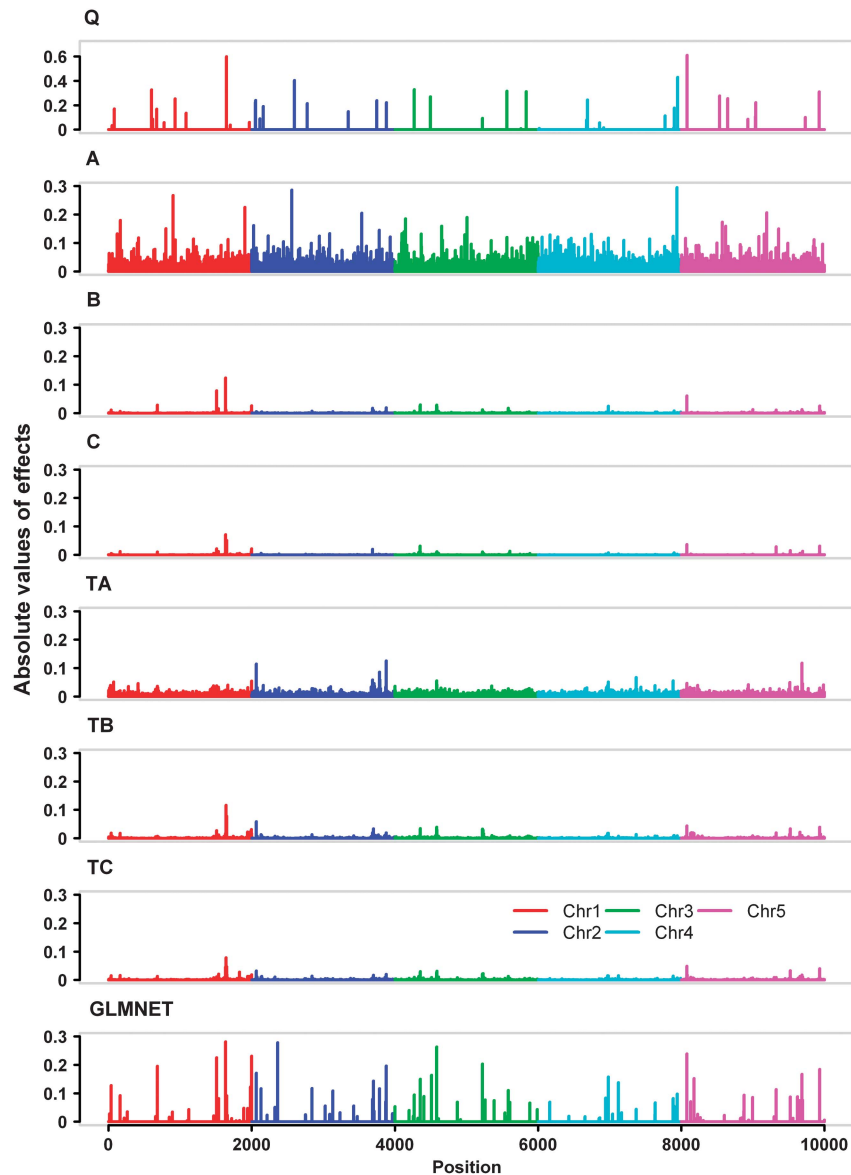 Q
0.6
0.4
0.2
0
A
0.3
0.2
0.1
0
B
0.3
0.2
0.1
0
C
0.3
0.2
0.1
0
TA
0.3
0.2
0.1
0
TB
0.3
0.2
0.1
0
TC
0.3
0.2
0.1
0
Chr1 Chr3 Chr5
Chr2 Chr4
GLMNET
0.3
0.2
0.1
0
0 2000 4000 6000 8000 10000
Position
Absolute values of effects